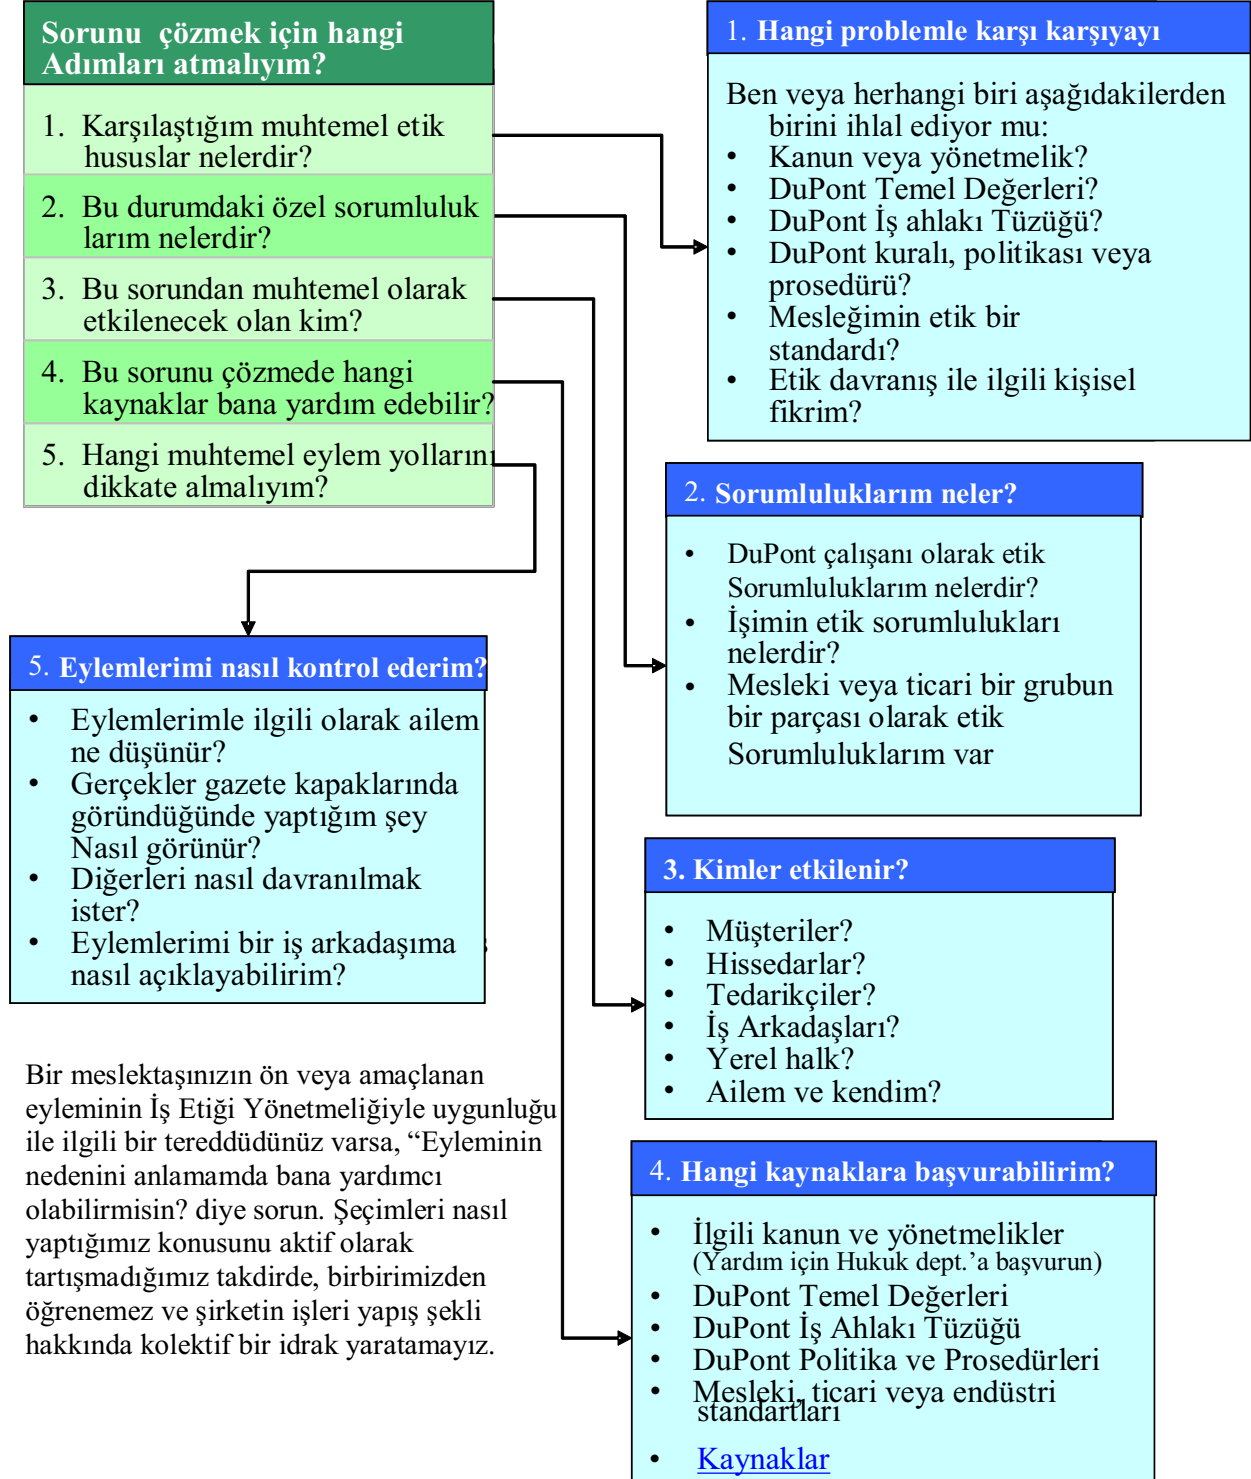 Sorunu çözmek için hangi
Adımları atmalıyım?
1. Karşılaştığım muhtemel etik
hususlar nelerdir?
2. Bu durumdaki özel sorumluluk
larım nelerdir?
3. Bu sorundan muhtemel olarak
etkilenecek olan kim?
4. Bu sorunu çözmede hangi
kaynaklar bana yardım edebilir?
5. Hangi muhtemel eylem yollarını
dikkate almalıyım?
1. Hangi problemle karşı karşıyayı
Ben veya herhangi biri aşağıdakilerden
birini ihlal ediyor mu:
• Kanun veya yönetmelik?
• DuPont Temel Değerleri?
• DuPont İş ahlakı Tüzüğü?
• DuPont kuralı, politikası veya
prosedürü?
• Mesleğimin etik bir
standardı?
• Etik davranış ile ilgili kişisel
fikrim?
2. Sorumluluklarım neler?
• DuPont çalışanı olarak etik
Sorumluluklarım nelerdir?
• İşimin etik sorumlulukları
nelerdir?
• Mesleki veya ticari bir grubun
bir parçası olarak etik
Sorumluluklarım var
3. Kimler etkilenir?
• Müşteriler?
• Hissedarlar?
• Tedarikçiler?
• İş Arkadaşları?
• Yerel halk?
• Ailem ve kendim?
4. Hangi kaynaklara başvurabilirim?
• İlgili kanun ve yönetmelikler
(Yardım için Hukuk dept.’a başvurun)
• DuPont Temel Değerleri
• DuPont İş Ahlakı Tüzüğü
• DuPont Politika ve Prosedürleri
• Mesleki, ticari veya endüstri
standartları
• Kaynaklar
5. Eylemlerimi nasıl kontrol ederim?
• Eylemlerimle ilgili olarak ailem
ne düşünür?
• Gerçekler gazete kapaklarında
göründüğünde yaptığım şey
Nasıl görünür?
• Diğerleri nasıl davranılmak
ister?
• Eylemlerimi bir iş arkadaşıma
nasıl açıklayabilirim?
Bir meslektaşınızın ön veya amaçlanan
eyleminin İş Etiği Yönetmeliğiyle uygunluğu
ile ilgili bir tereddüdünüz varsa, “Eyleminin
nedenini anlamamda bana yardımcı
olabilirmisin? diye sorun. Şeçimleri nasıl
yaptığımız konusunu aktif olarak
tartışmadığımız takdirde, birbirimizden
öğrenemez ve şirketin işleri yapış şekli
hakkında kolektif bir idrak yaratamayız.